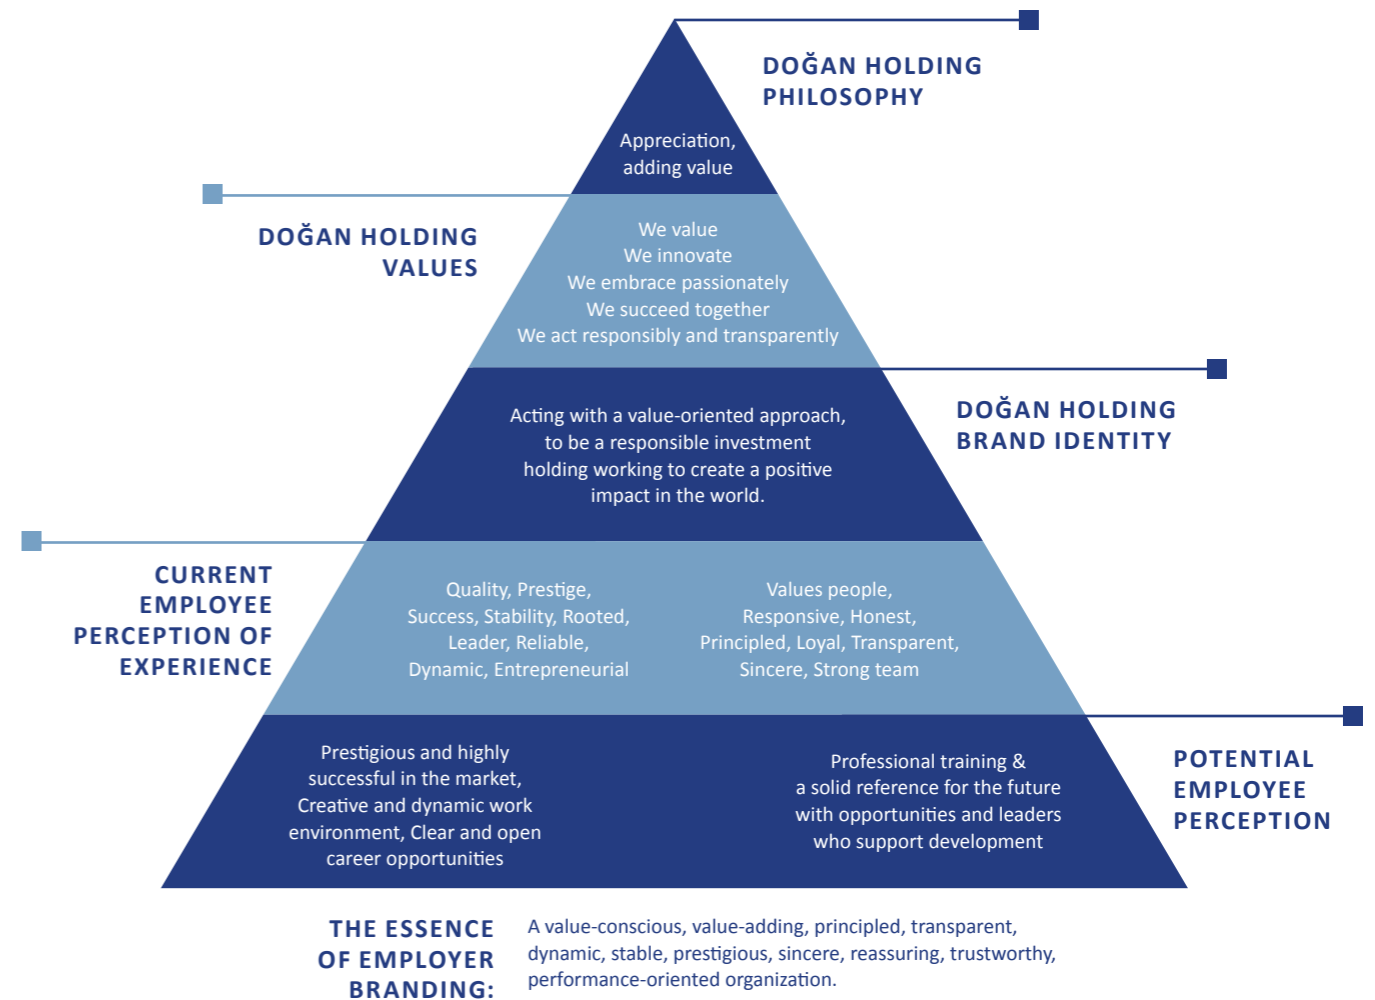 DOĞAN HOLDING
PHILOSOPHY
Appreciation,
adding value
DOĞAN HOLDING
VALUES
We value
We innovate
We embrace passionately
We succeed together
We act responsibly and transparently
DOĞAN HOLDING
BRAND IDENTITY
Acting with a value-oriented approach,
to be a responsible investment
holding working to create a positive
impact in the world.
CURRENT
EMPLOYEE
PERCEPTION OF
EXPERIENCE
Quality, Prestige,
Success, Stability, Rooted,
Leader, Reliable,
Dynamic, Entrepreneurial
Values people,
Responsive, Honest,
Principled, Loyal, Transparent,
Sincere, Strong team
POTENTIAL
EMPLOYEE
PERCEPTION
Prestigious and highly
successful in the market,
Creative and dynamic work
environment, Clear and open
career opportunities
Professional training &
a solid reference for the future
with opportunities and leaders
who support development
THE ESSENCE
OF EMPLOYER
BRANDING:
A value-conscious, value-adding, principled, transparent,
dynamic, stable, prestigious, sincere, reassuring, trustworthy,
performance-oriented organization.